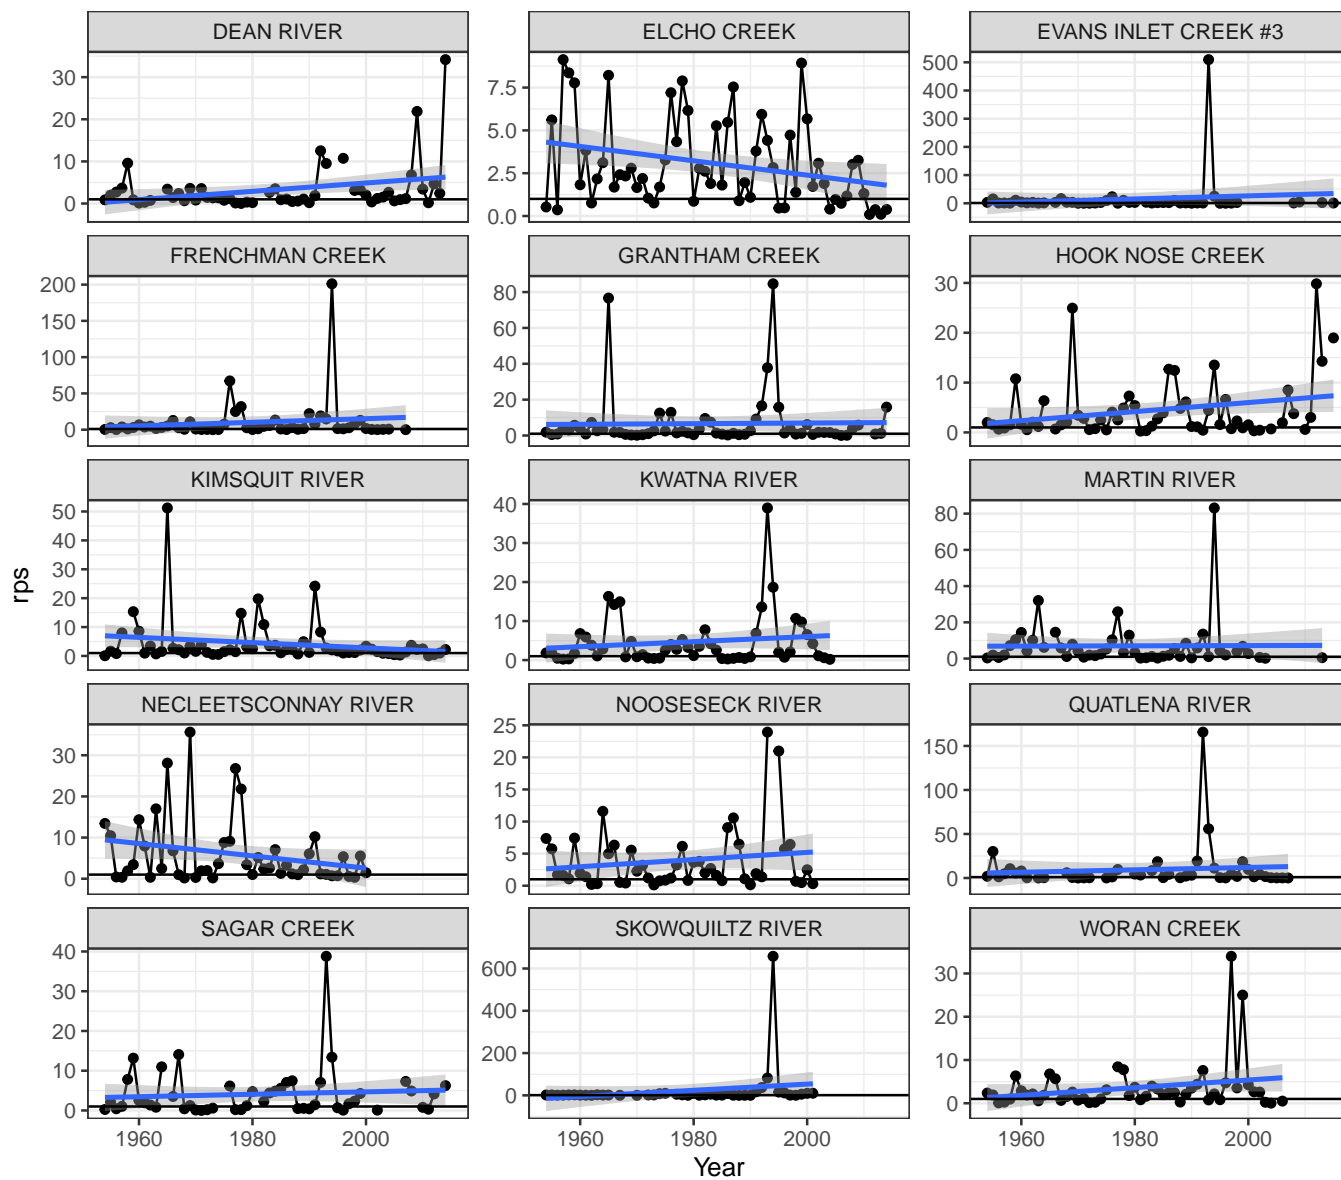 DEAN RIVER ELCHO CREEK EVANS INLET CREEK #3
30 20 10 0
7.5 5.0 2.5 0.0
500 400 300 200 100 0
FRENCHMAN CREEK GRANTHAM CREEK HOOK NOSE CREEK
200 150 100 50 0
80 60 40 20 0
30 20 10 0
KIMSQUIT RIVER KWATNA RIVER MARTIN RIVER
50 40 30 20 10 0
40 30 20 10 0
80 60 40 20 0
rps
NECLEETSCONNAY RIVER NOOSESECK RIVER QUATLENA RIVER
30 20 10 0
25 20 15 10 5 0
150 100 50 0
SAGAR CREEK SKOWQUILTZ RIVER WORAN CREEK
40 30 20 10 0
600 400 200 0
30 20 10 0
1960 1980 2000 1960 1980 2000 1960 1980 2000
Year